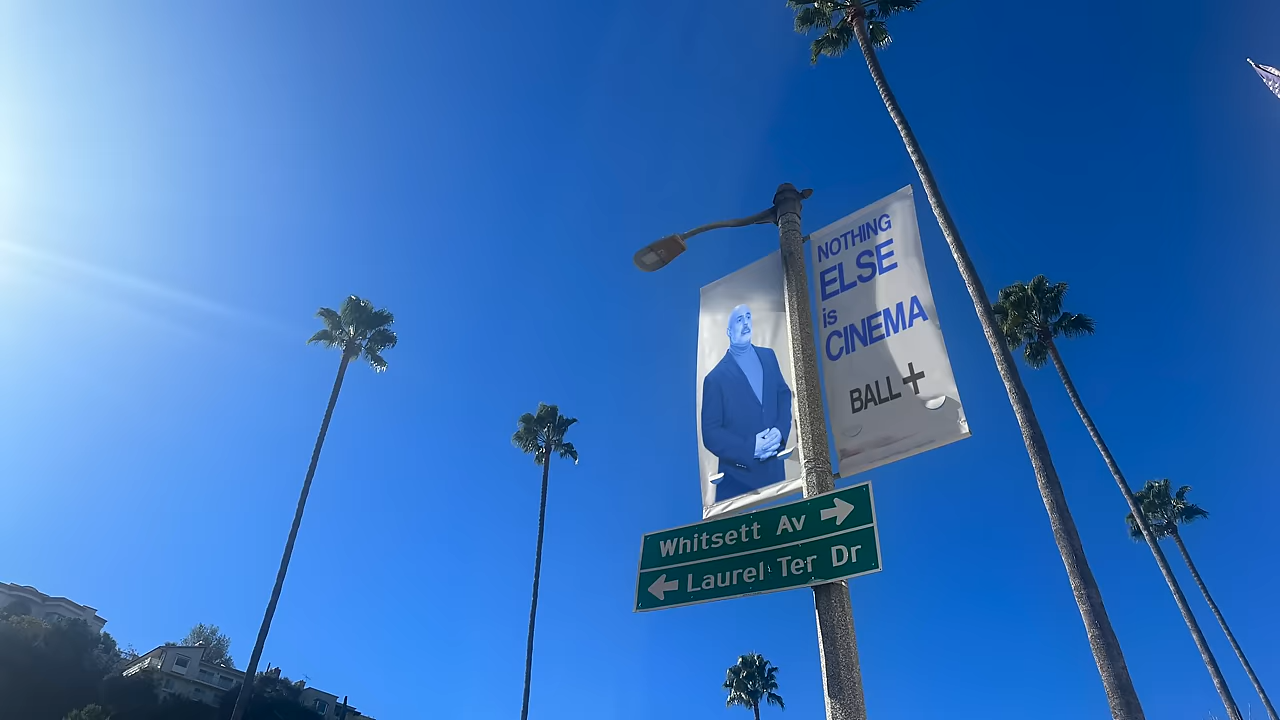 NOTHING
ELSE
is
CINEMA
BALL+
Whitsett Av →
← Laurel Ter Dr